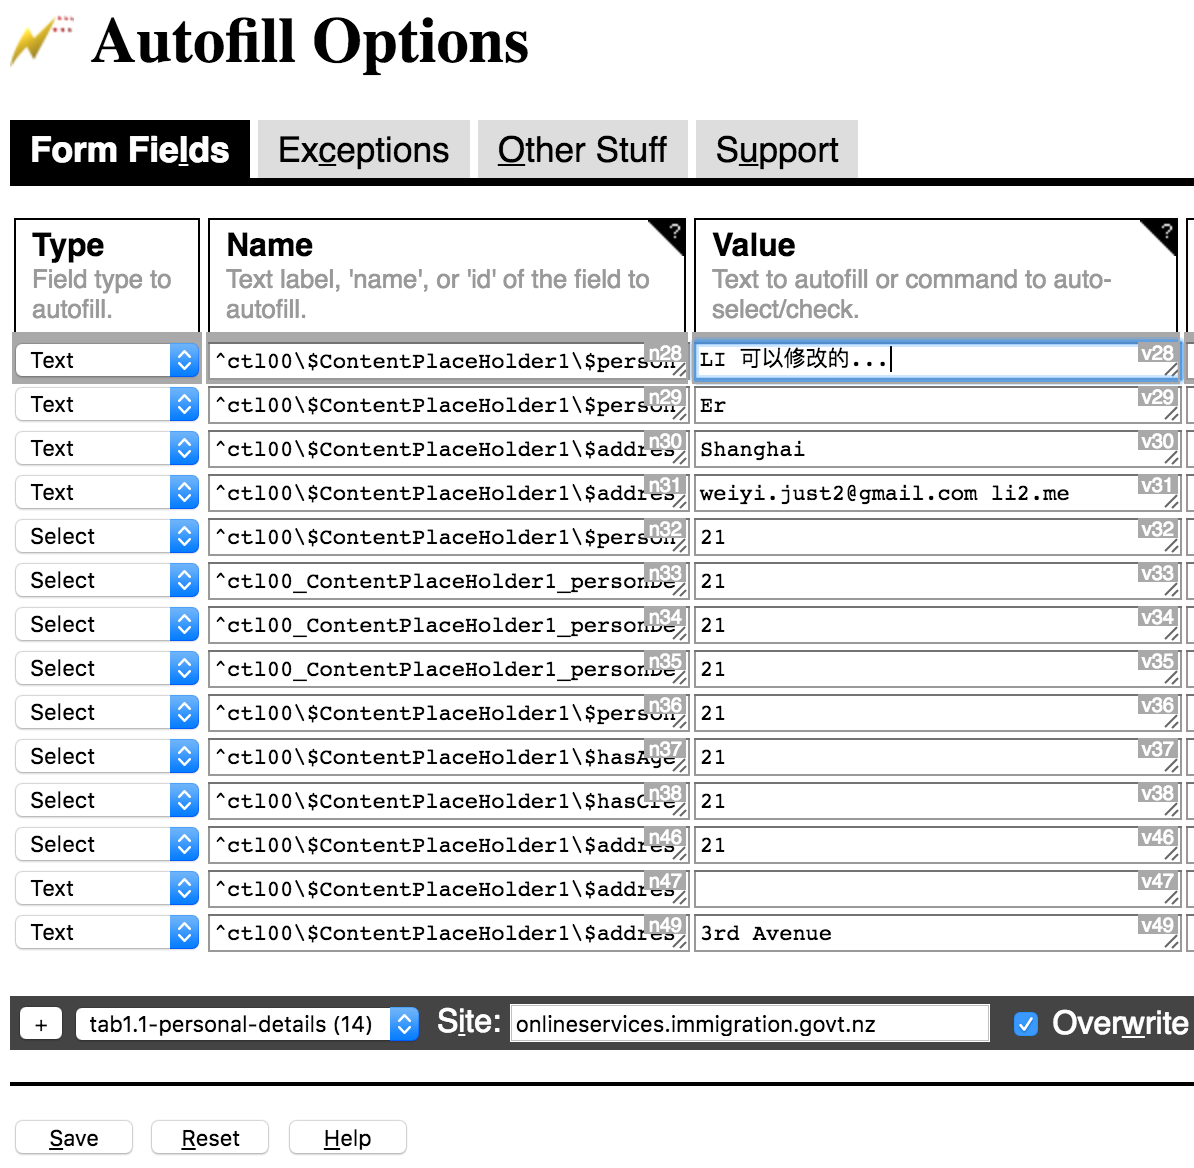 Autofill Options
Form Fields Exceptions Other Stuff Support
Type Name ? Value ?
Field type to autofill. Text label, 'name', or 'id' of the field to autofill. Text to autofill or command to auto-select/check.
Text ^ctl00\$ContentPlaceHolder1\$person n28 LI 可以修改的... v28
Text ^ctl00\$ContentPlaceHolder1\$person n29 Er v29
Text ^ctl00\$ContentPlaceHolder1\$addres n30 Shanghai v30
Text ^ctl00\$ContentPlaceHolder1\$addres n31 weiyi.just2@gmail.com li2.me v31
Select ^ctl00\$ContentPlaceHolder1\$person n32 21 v32
Select ^ctl00_ContentPlaceHolder1_personDe n33 21 v33
Select ^ctl00_ContentPlaceHolder1_personDe n34 21 v34
Select ^ctl00_ContentPlaceHolder1_personDe n35 21 v35
Select ^ctl00\$ContentPlaceHolder1\$person n36 21 v36
Select ^ctl00\$ContentPlaceHolder1\$hasAge n37 21 v37
Select ^ctl00\$ContentPlaceHolder1\$hasCre n38 21 v38
Select ^ctl00\$ContentPlaceHolder1\$addres n46 21 v46
Text ^ctl00\$ContentPlaceHolder1\$addres n47 v47
Text ^ctl00\$ContentPlaceHolder1\$addres n49 3rd Avenue v49
+ tab1.1-personal-details (14) Site: onlineservices.immigration.govt.nz Overwrite
Save Reset Help